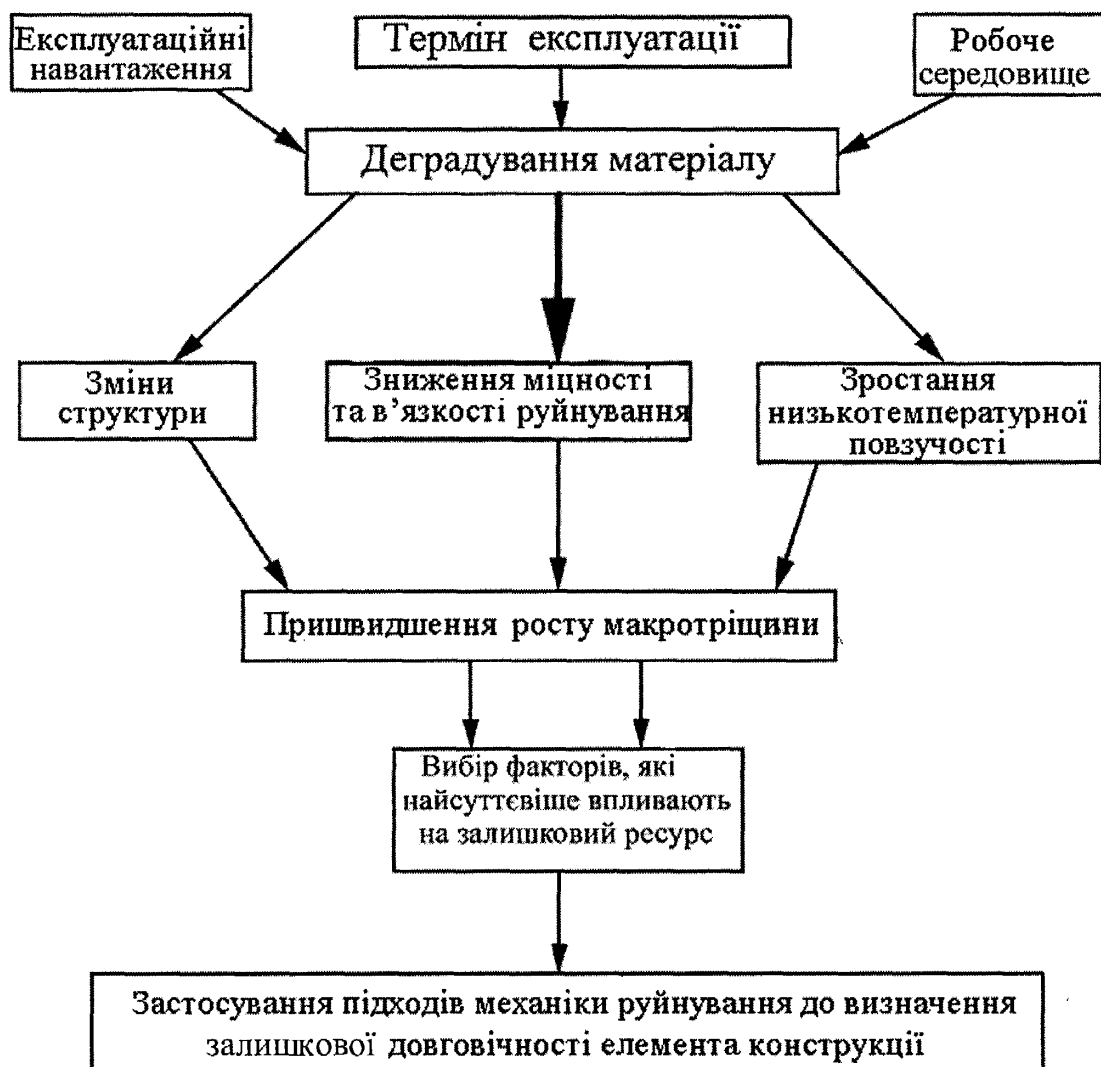 Експлуатаційні
навантаження
Термін експлуатації
Робоче
середовище
Деградування матеріалу
Зміни
структури
Зниження міцності
та в’язкості руйнування
Зростання
низькотемпературної
повзучості
Пришвидшення росту макротріщини
Вибір факторів, які
найсуттєвіше впливають
на залишковий ресурс
Застосування підходів механіки руйнування до визначення
залишкової довговічності елемента конструкції